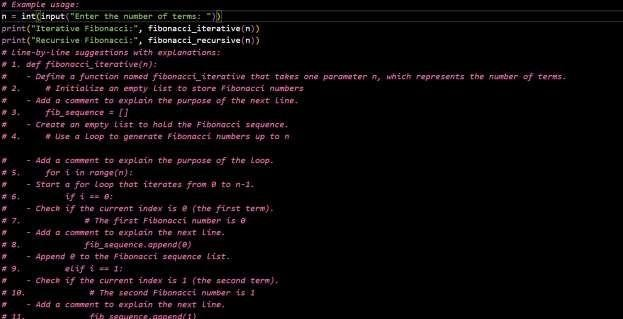 # Example usage:
n = int(input("Enter the number of terms: "))
print("Iterative Fibonacci:", fibonacci_iterative(n))
print("Recursive Fibonacci:", fibonacci_recursive(n))
# Line-by-line suggestions with explanations:
# 1. def fibonacci_iterative(n):
#    - Define a function named fibonacci_iterative that takes one parameter n, which represents the number of terms.
# 2.     # Initialize an empty list to store Fibonacci numbers
#    - Add a comment to explain the purpose of the next line.
# 3.     fib_sequence = []
#    - Create an empty list to hold the Fibonacci sequence.
# 4.     # Use a loop to generate Fibonacci numbers up to n
#    - Add a comment to explain the purpose of the loop.
# 5.     for i in range(n):
#    - Start a for loop that iterates from 0 to n-1.
# 6.         if i == 0:
#    - Check if the current index is 0 (the first term).
# 7.             # The first Fibonacci number is 0
#    - Add a comment to explain the next line.
# 8.             fib_sequence.append(0)
#    - Append 0 to the Fibonacci sequence list.
# 9.         elif i == 1:
#    - Check if the current index is 1 (the second term).
# 10.             # The second Fibonacci number is 1
#    - Add a comment to explain the next line.
# 11.             fib_sequence.append(1)